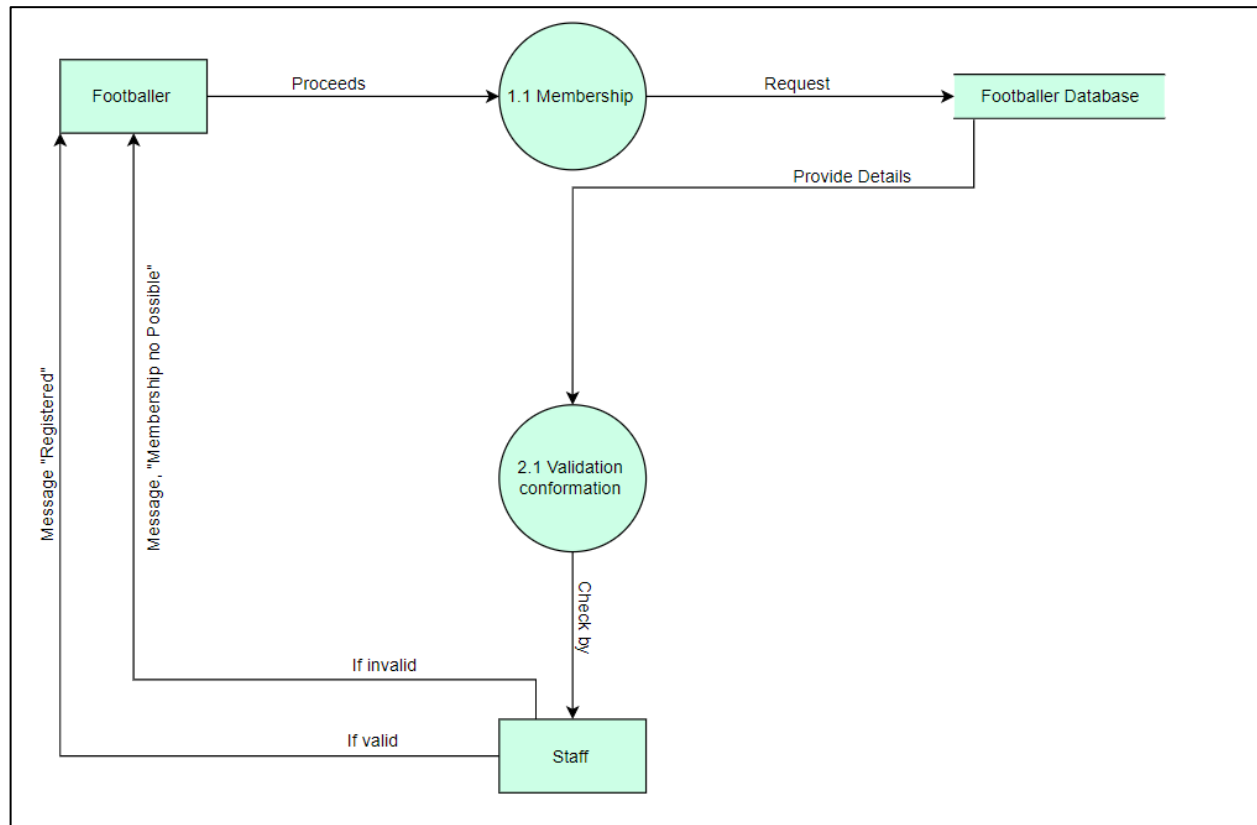 Footballer
Proceeds
1.1 Membership
Request
Footballer Database
Provide Details
Message "Registered"
Message, "Membership no Possible"
2.1 Validation
conformation
Check by
If invalid
If valid
Staff